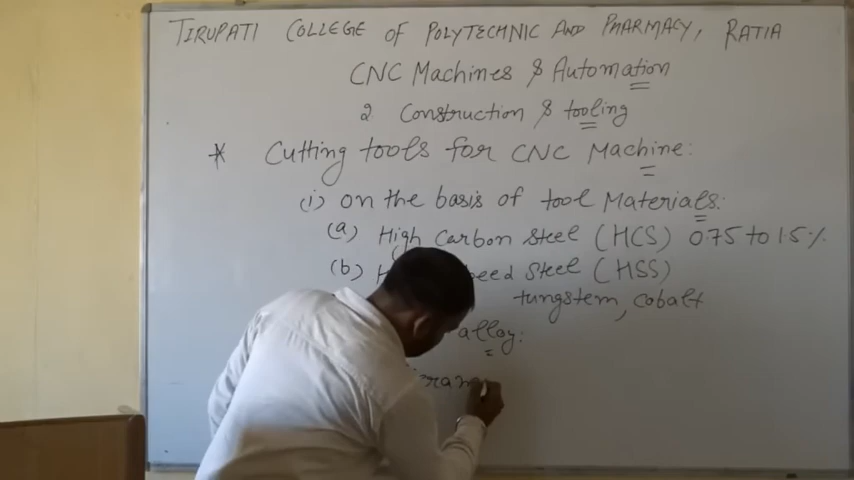 TIRUPATI COLLEGE OF POLYTECHNIC AND PHARMACY, RATIA
CNC Machines & Automation
2 Construction & tooling
* Cutting tools for CNC Machine:
(i) on the basis of tool Materials:
(a) High Carbon Steel (HCS) 0.75 to 1.5%
(b) H eed Steel (HSS)
tungstem, cobalt
alloy: